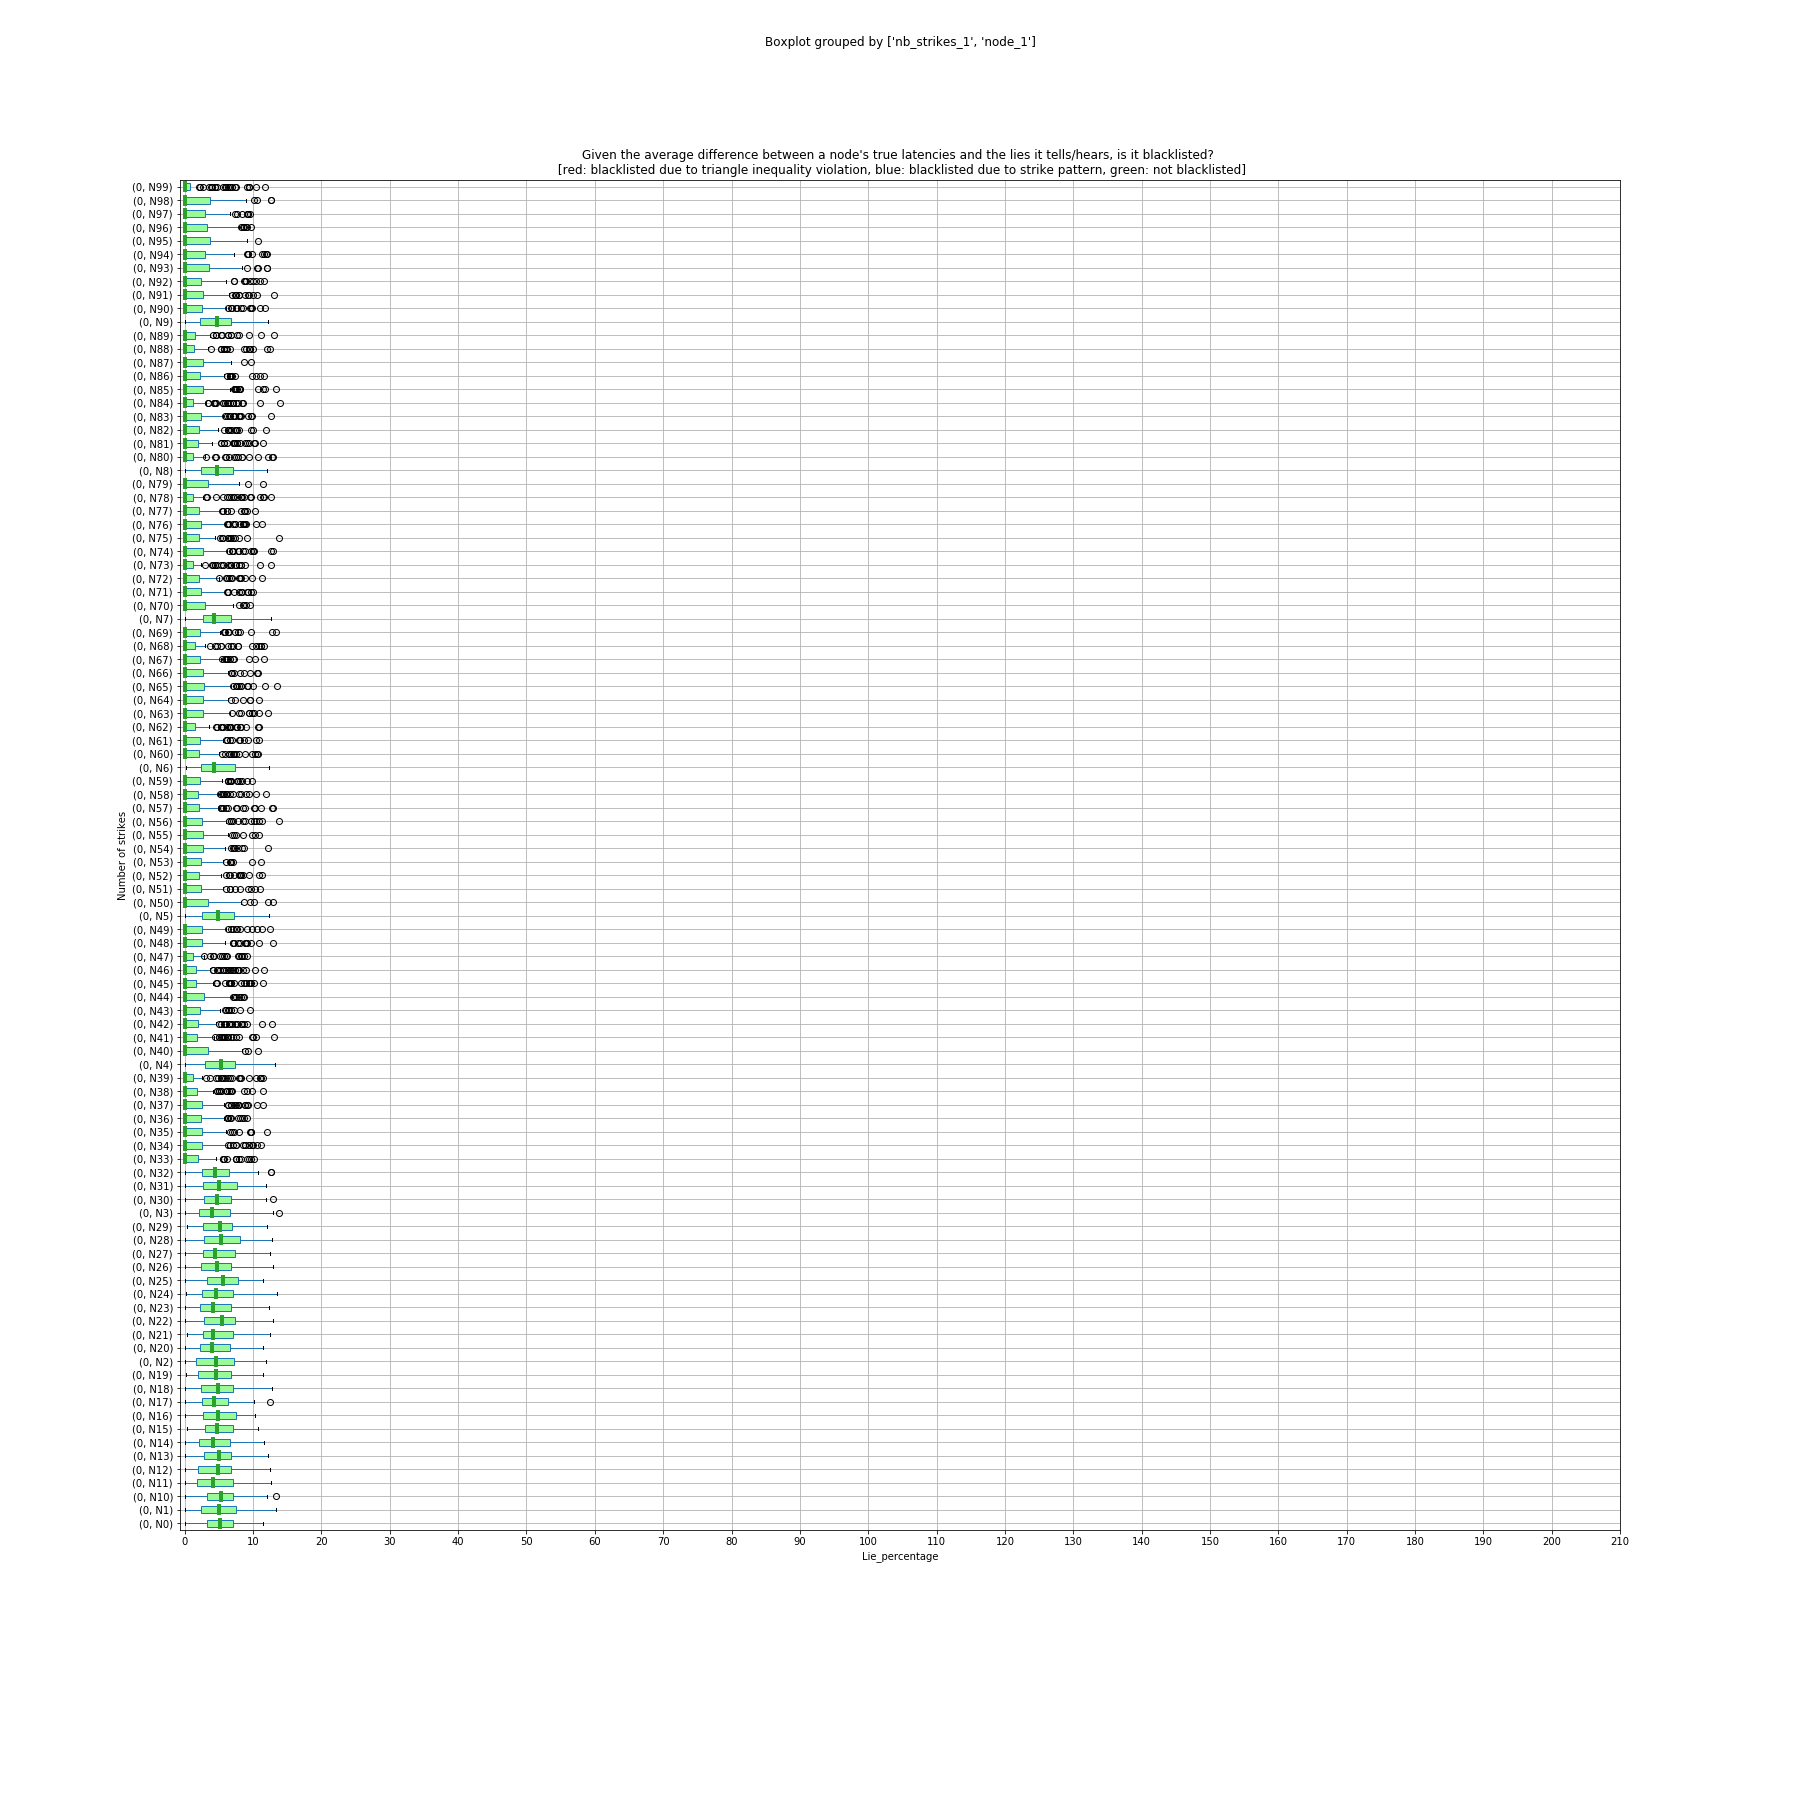 Boxplot grouped by ['nb_strikes_1', 'node_1']
Given the average difference between a node's true latencies and the lies it tells/hears, is it blacklisted?
[red: blacklisted due to triangle inequality violation, blue: blacklisted due to strike pattern, green: not blacklisted]
(0, N99)
(0, N98)
(0, N97)
(0, N96)
(0, N95)
(0, N94)
(0, N93)
(0, N92)
(0, N91)
(0, N90)
(0, N9)
(0, N89)
(0, N88)
(0, N87)
(0, N86)
(0, N85)
(0, N84)
(0, N83)
(0, N82)
(0, N81)
(0, N80)
(0, N8)
(0, N79)
(0, N78)
(0, N77)
(0, N76)
(0, N75)
(0, N74)
(0, N73)
(0, N72)
(0, N71)
(0, N70)
(0, N7)
(0, N69)
(0, N68)
(0, N67)
(0, N66)
(0, N65)
(0, N64)
(0, N63)
(0, N62)
(0, N61)
(0, N60)
(0, N6)
(0, N59)
(0, N58)
(0, N57)
(0, N56)
(0, N55)
(0, N54)
(0, N53)
(0, N52)
(0, N51)
(0, N50)
(0, N5)
(0, N49)
(0, N48)
(0, N47)
(0, N46)
(0, N45)
(0, N44)
(0, N43)
(0, N42)
(0, N41)
(0, N40)
(0, N4)
(0, N39)
(0, N38)
(0, N37)
(0, N36)
(0, N35)
(0, N34)
(0, N33)
(0, N32)
(0, N31)
(0, N30)
(0, N3)
(0, N29)
(0, N28)
(0, N27)
(0, N26)
(0, N25)
(0, N24)
(0, N23)
(0, N22)
(0, N21)
(0, N20)
(0, N2)
(0, N19)
(0, N18)
(0, N17)
(0, N16)
(0, N15)
(0, N14)
(0, N13)
(0, N12)
(0, N11)
(0, N10)
(0, N1)
(0, N0)
Number of strikes
0 10 20 30 40 50 60 70 80 90 100 110 120 130 140 150 160 170 180 190 200 210
Lie_percentage